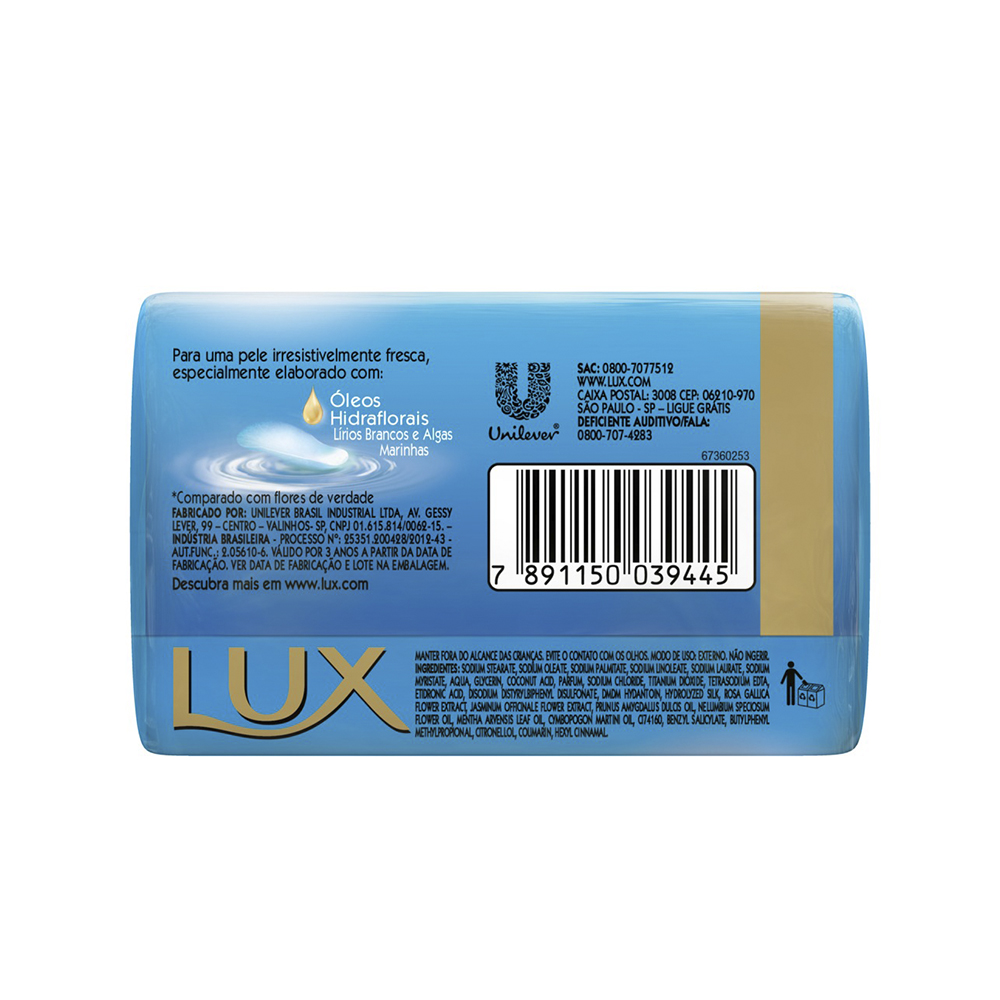 Para uma pele irresistivelmente fresca,
especialmente elaborado com:
Óleos
Hidraflorais
Lírios Brancos e Algas
Marinhas
*Comparado com flores de verdade
FABRICADO POR: UNILEVER BRASIL INDUSTRIAL LTDA, AV. GESSY
LEVER, 99 – CENTRO – VALINHOS- SP, CNPJ 01.615.814/0062-15. –
INDÚSTRIA BRASILEIRA - PROCESSO Nº: 25351.200428/2012-43 -
AUT.FUNC.: 2.05610-6. VÁLIDO POR 3 ANOS A PARTIR DA DATA DE
FABRICAÇÃO. VER DATA DE FABRICAÇÃO E LOTE NA EMBALAGEM.
Descubra mais em www.lux.com
Unilever®
SAC: 0800-7077512
WWW.LUX.COM
CAIXA POSTAL: 3008 CEP: 06210-970
SÃO PAULO - SP – LIGUE GRÁTIS
DEFICIENTE AUDITIVO/FALA:
0800-707-4283
67360253
7 891150 039445
LUX
MANTER FORA DO ALCANCE DAS CRIANÇAS. EVITE O CONTATO COM OS OLHOS. MODO DE USO: EXTERNO. NÃO INGERIR.
INGREDIENTES: SODIUM STEARATE, SODIUM OLEATE, SODIUM PALMITATE, SODIUM LINOLEATE, SODIUM LAURATE, SODIUM
MYRISTATE, AQUA, GLYCERIN, COCONUT ACID, PARFUM, SODIUM CHLORIDE, TITANIUM DIOXIDE, TETRASODIUM EDTA,
ETIDRONIC ACID, DISODIUM DISTYRYLBIPHENYL DISULFONATE, DMDM HYDANTON, HYDROLYZED SILK, ROSA GALLICA
FLOWER EXTRACT, JASMINUM OFFICINALE FLOWER EXTRACT, PRUNUS AMYGDALUS DULCIS OIL, NELUMBIUM SPECIOSUM
FLOWER OIL, MENTHA ARVENSIS LEAF OIL, CYMBOPOGON MARTINI OIL, CI74160, BENZYL SALICYLATE, BUTYLPHENYL
METHYLPROPIONAL, CITRONELLOL, COUMARIN, HEXYL CINNAMAL.